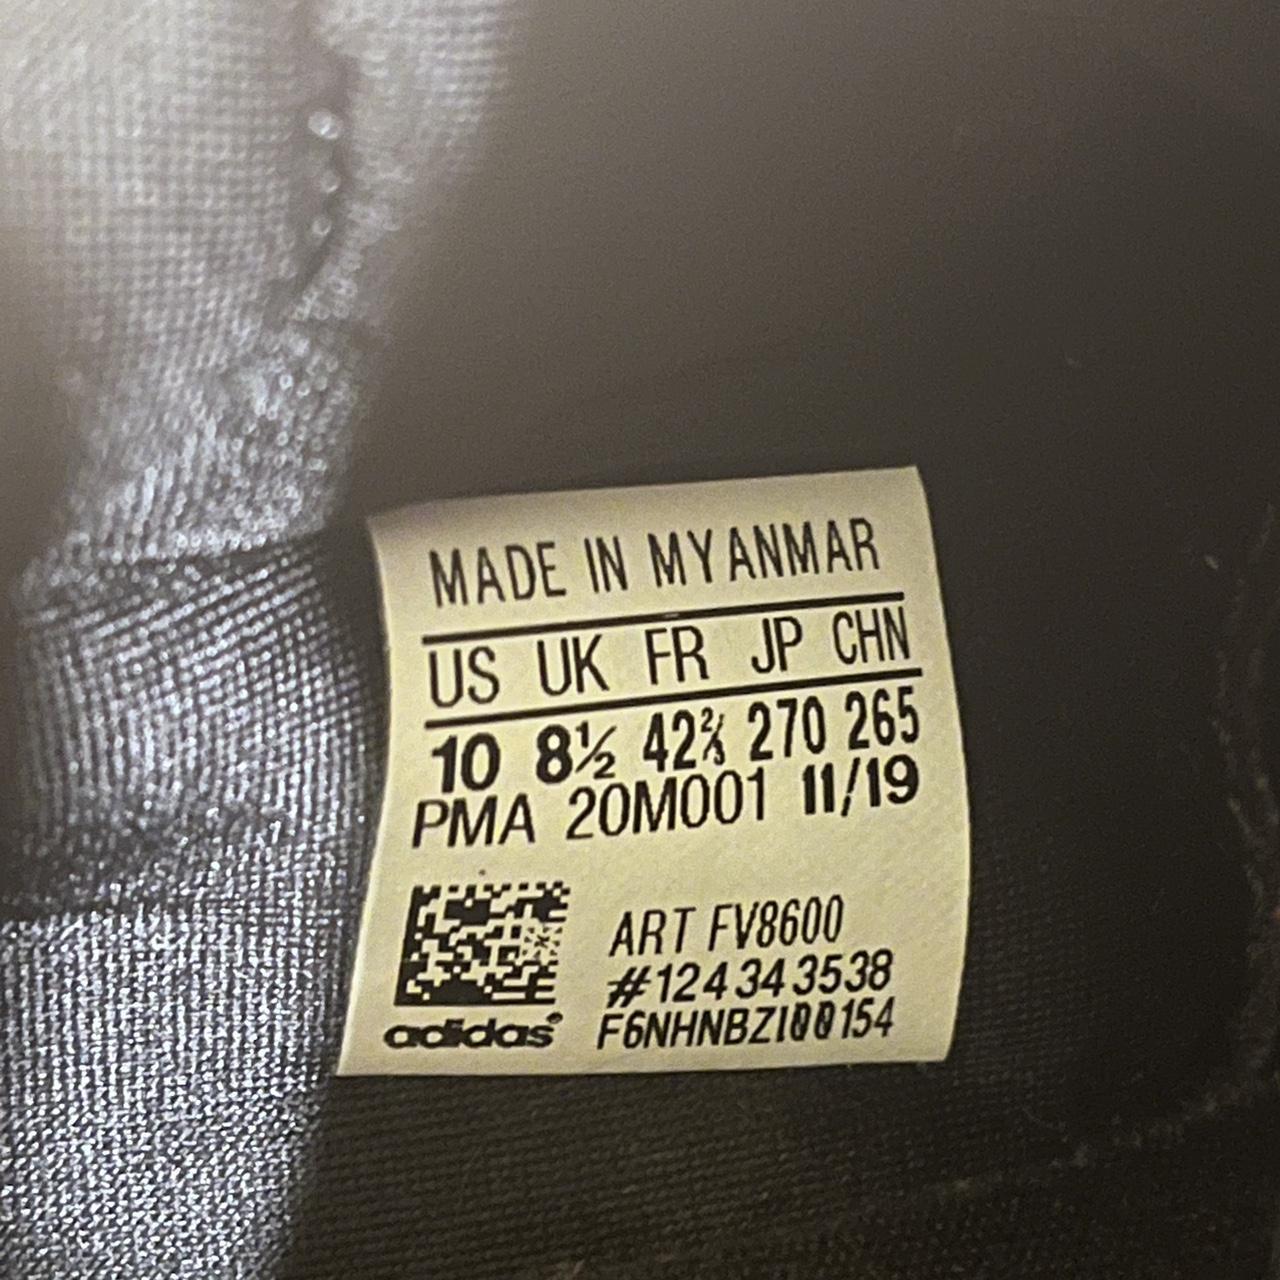 MADE IN MYANMAR
US UK FR JP CHN
10 8½ 42⅔ 270 265
PMA 20M001 11/19
ART FV8600
#124343538
adidas® F6NHNBZI00154